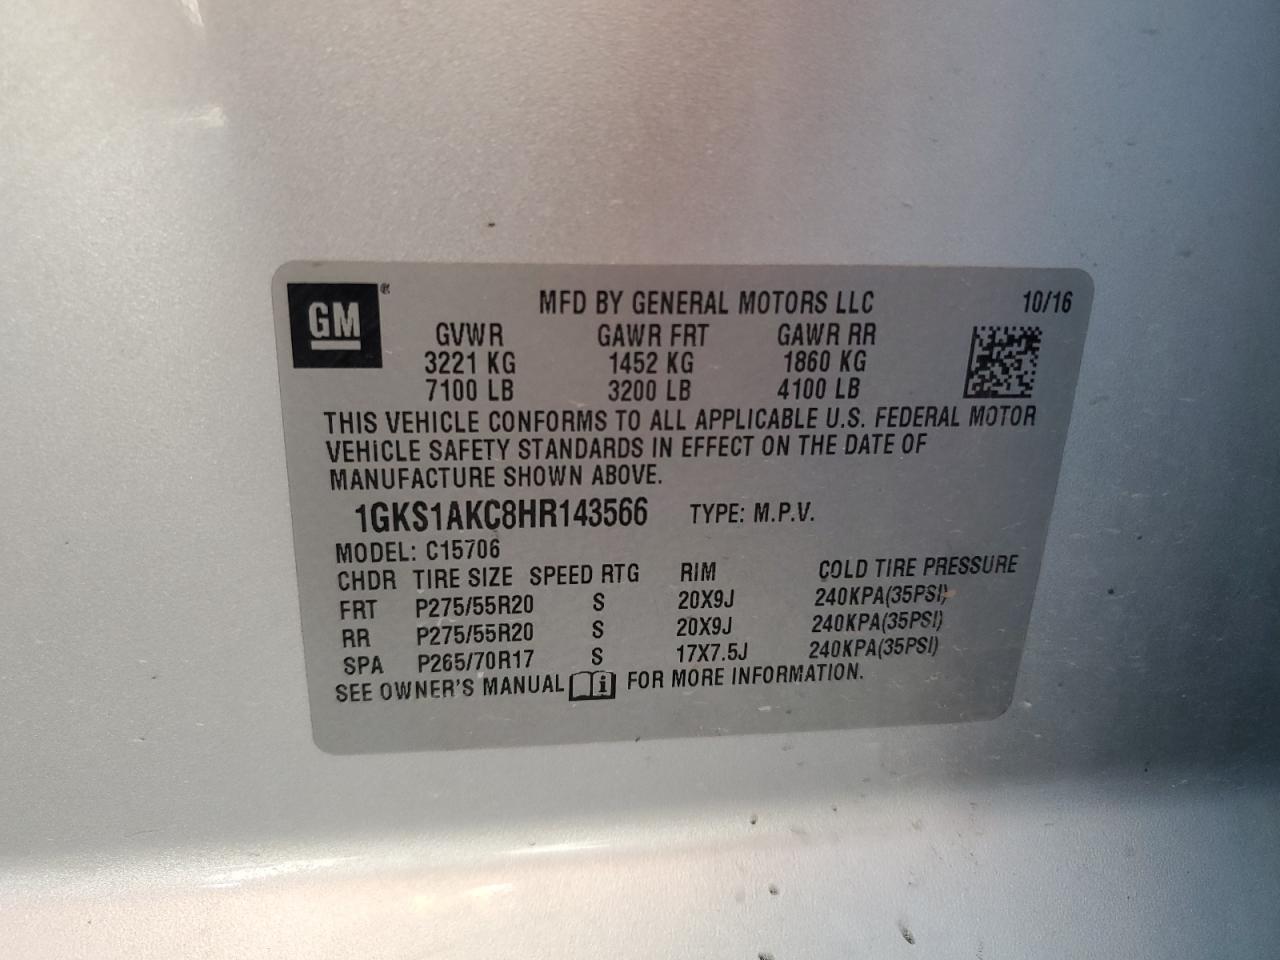 GM®
MFD BY GENERAL MOTORS LLC 10/16
GVWR GAWR FRT GAWR RR
3221 KG 1452 KG 1860 KG
7100 LB 3200 LB 4100 LB
THIS VEHICLE CONFORMS TO ALL APPLICABLE U.S. FEDERAL MOTOR
VEHICLE SAFETY STANDARDS IN EFFECT ON THE DATE OF
MANUFACTURE SHOWN ABOVE.
1GKS1AKC8HR143566 TYPE: M.P.V.
MODEL: C15706
CHDR TIRE SIZE SPEED RTG RIM COLD TIRE PRESSURE
FRT P275/55R20 S 20X9J 240KPA(35PSI)
RR P275/55R20 S 20X9J 240KPA(35PSI)
SPA P265/70R17 S 17X7.5J 240KPA(35PSI)
SEE OWNER'S MANUAL FOR MORE INFORMATION.